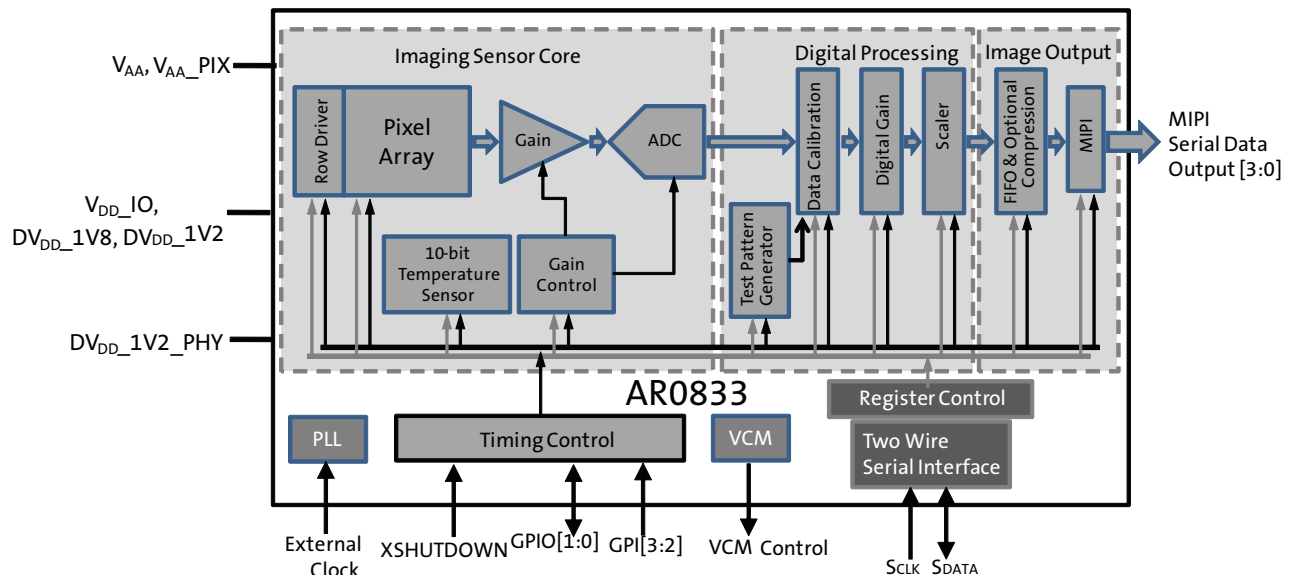 Imaging Sensor Core
Digital Processing
Image Output
VAA, VAA_PIX
Row Driver
Pixel
Array
Gain
ADC
Data Calibration
Digital Gain
Scaler
FIFO & Optional
Compression
MIPI
MIPI
Serial Data
Output [3:0]
VDD_IO,
DVDD_1V8, DVDD_1V2
10-bit
Temperature
Sensor
Gain
Control
Test Pattern
Generator
DVDD_1V2_PHY
AR0833
Register Control
PLL
Timing Control
VCM
Two Wire
Serial Interface
External
Clock
XSHUTDOWN
GPIO[1:0]
GPI[3:2]
VCM Control
SCLK
SDATA